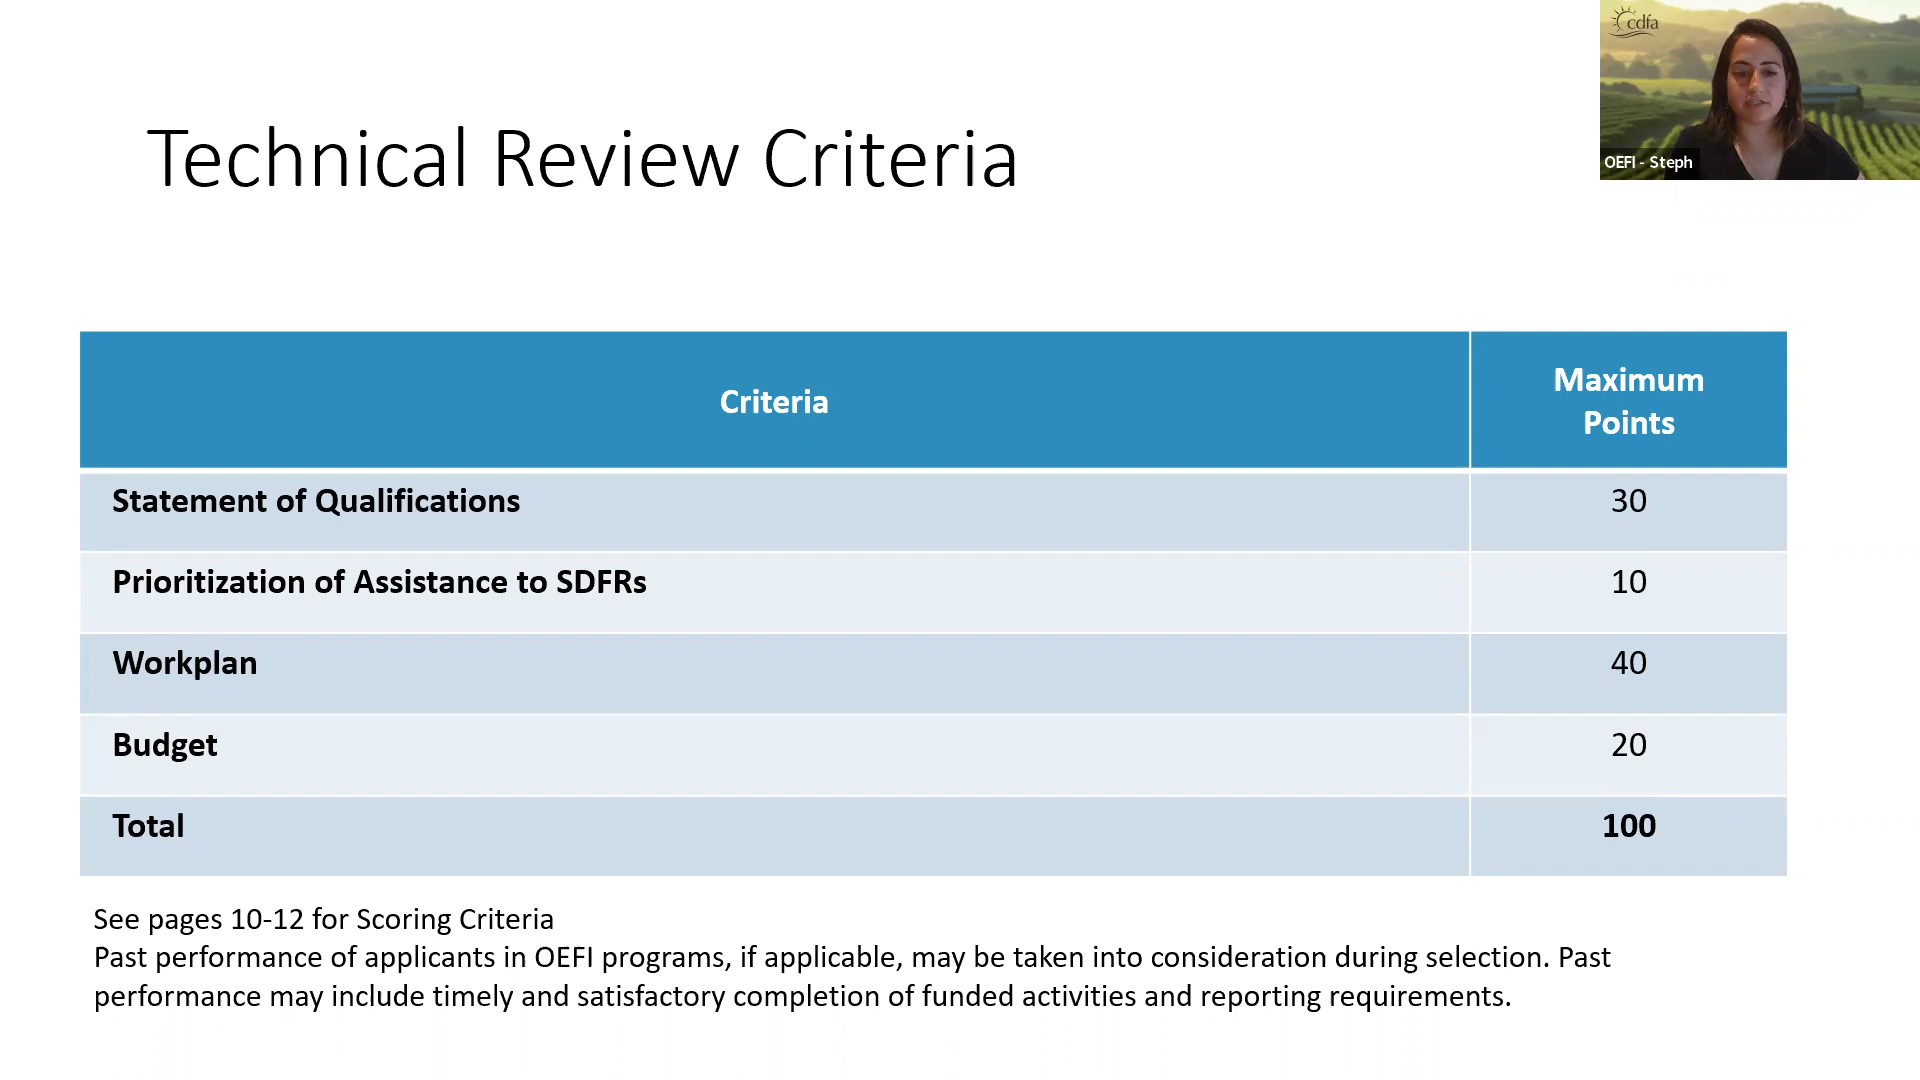 cdfa
OEFI - Steph
Technical Review Criteria
Criteria
Maximum
Points
Statement of Qualifications
30
Prioritization of Assistance to SDFRs
10
Workplan
40
Budget
20
Total
100
See pages 10-12 for Scoring Criteria
Past performance of applicants in OEFI programs, if applicable, may be taken into consideration during selection. Past
performance may include timely and satisfactory completion of funded activities and reporting requirements.